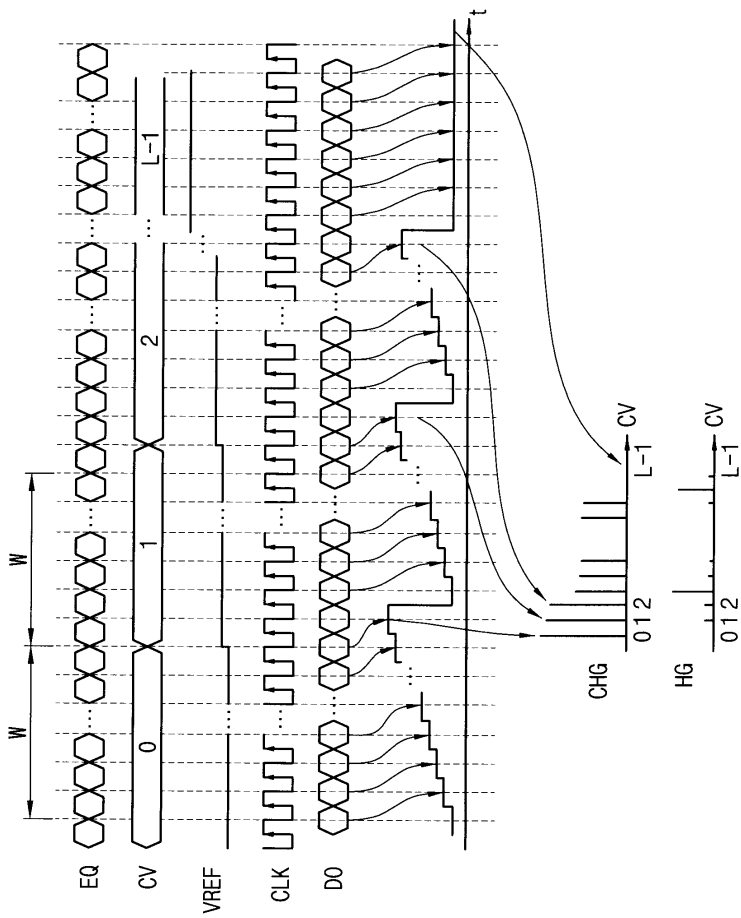 W W
EQ
CV 0 1 2 ... L-1
VREF
CLK
DO
t
CHG
0 1 2 L-1 CV
HG
0 1 2 L-1 CV